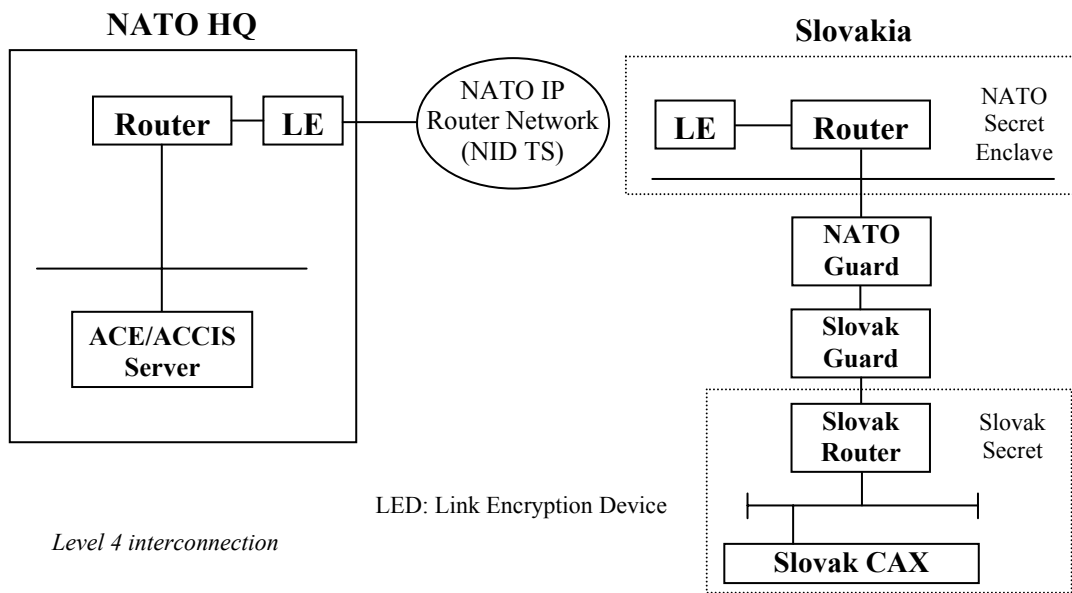 NATO HQ
Router
LE
ACE/ACCIS
Server
NATO IP
Router Network
(NID TS)
Slovakia
LE
Router
NATO
Secret
Enclave
NATO
Guard
Slovak
Guard
Slovak
Router
Slovak
Secret
Slovak CAX
LED: Link Encryption Device
Level 4 interconnection